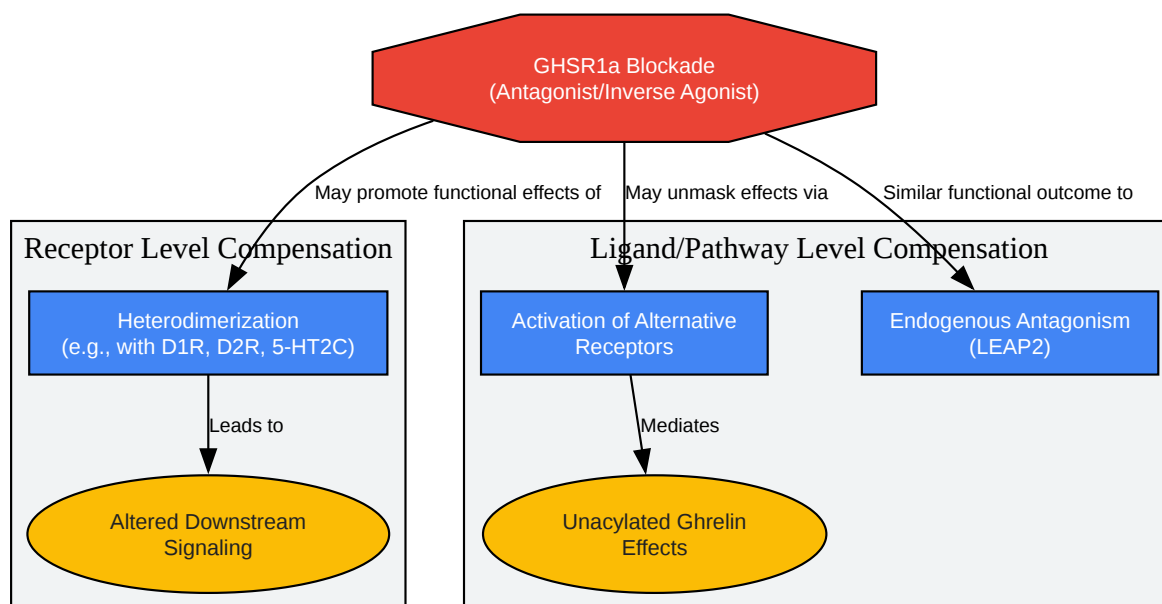 GHSR1a Blockade
(Antagonist/Inverse Agonist)
May promote functional effects of
May unmask effects via
Similar functional outcome to
Receptor Level Compensation
Ligand/Pathway Level Compensation
Heterodimerization
(e.g., with D1R, D2R, 5-HT2C)
Activation of Alternative
Receptors
Endogenous Antagonism
(LEAP2)
Leads to
Mediates
Altered Downstream
Signaling
Unacylated Ghrelin
Effects